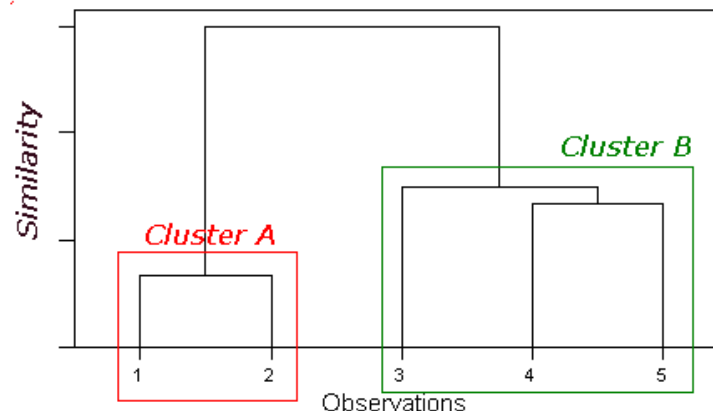 Similarity
Cluster B
Cluster A
1 2 3 4 5
Observations